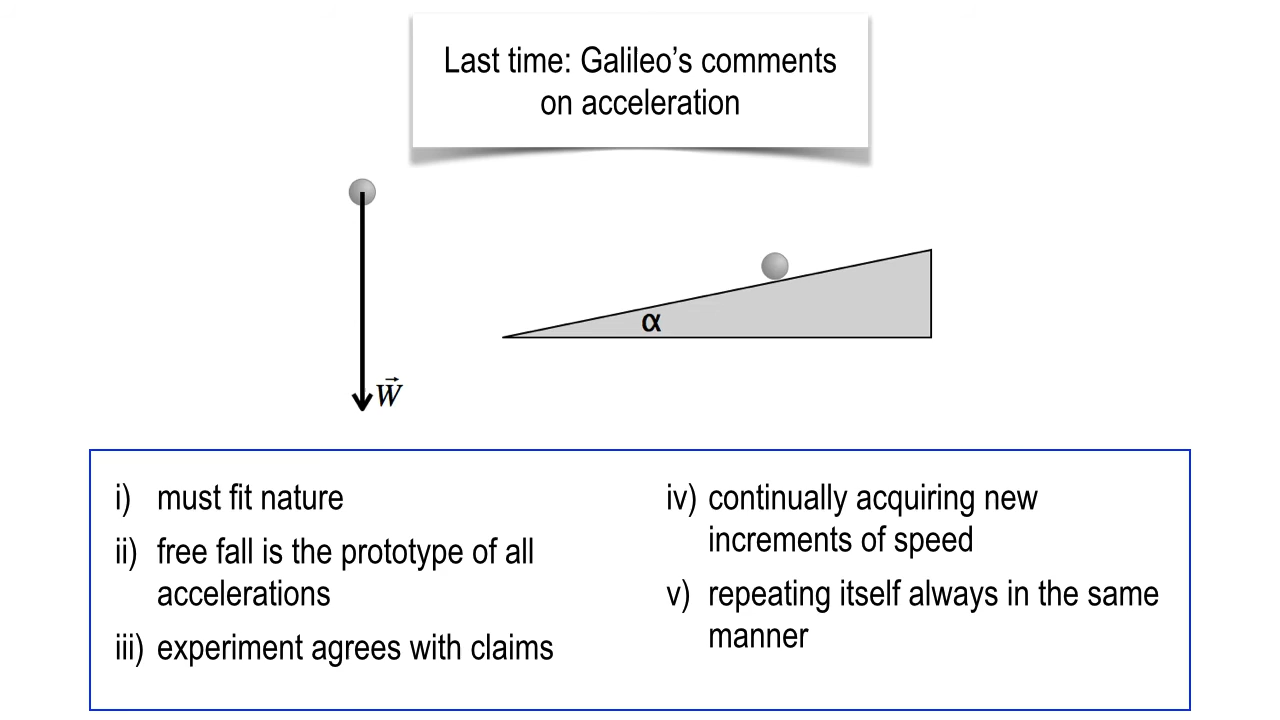 Last time: Galileo’s comments
on acceleration
W⃗
α
i) must fit nature
ii) free fall is the prototype of all
accelerations
iii) experiment agrees with claims
iv) continually acquiring new
increments of speed
v) repeating itself always in the same
manner